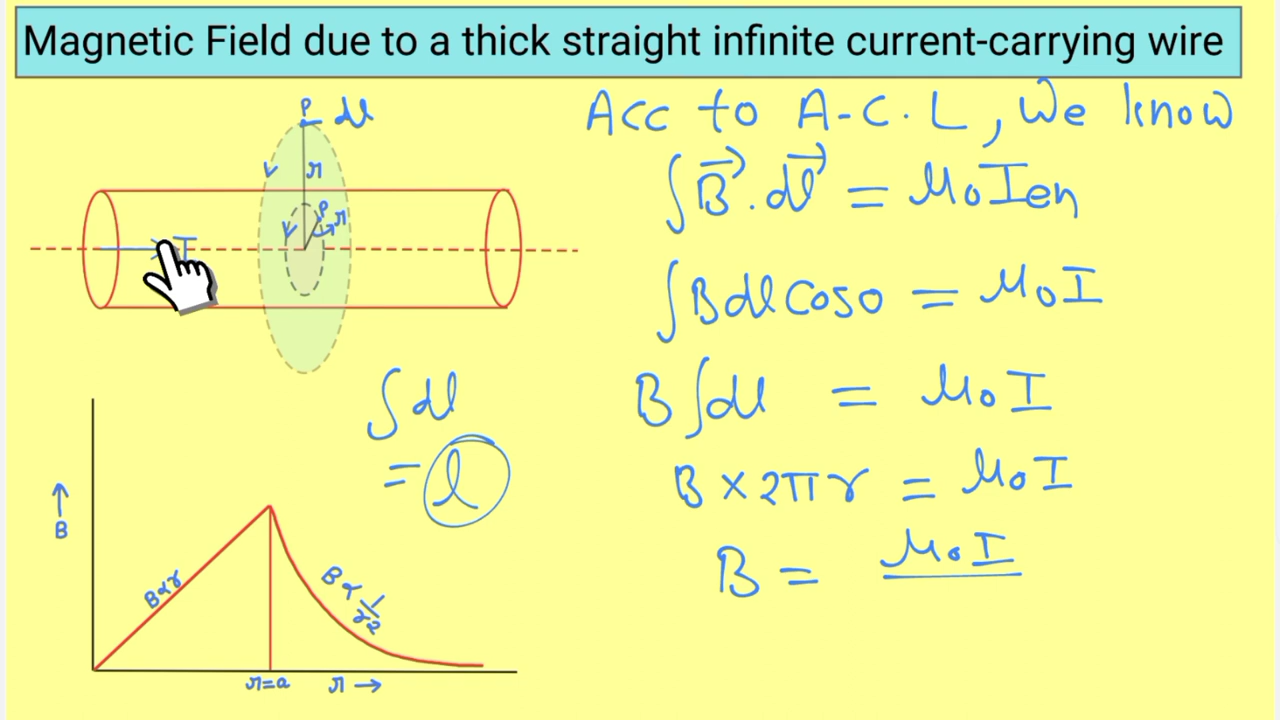 Magnetic Field due to a thick straight infinite current-carrying wire
P dl
r
P r
I
Acc to A-C.L, We know
∫B⃗.dl⃗ = μ₀Ien
∫Bdl Cos0 = μ₀I
B∫dl = μ₀I
B × 2πr = μ₀I
B = μ₀I
∫dl
= l
↑
B
B∝r
B∝1/r²
r=a r →